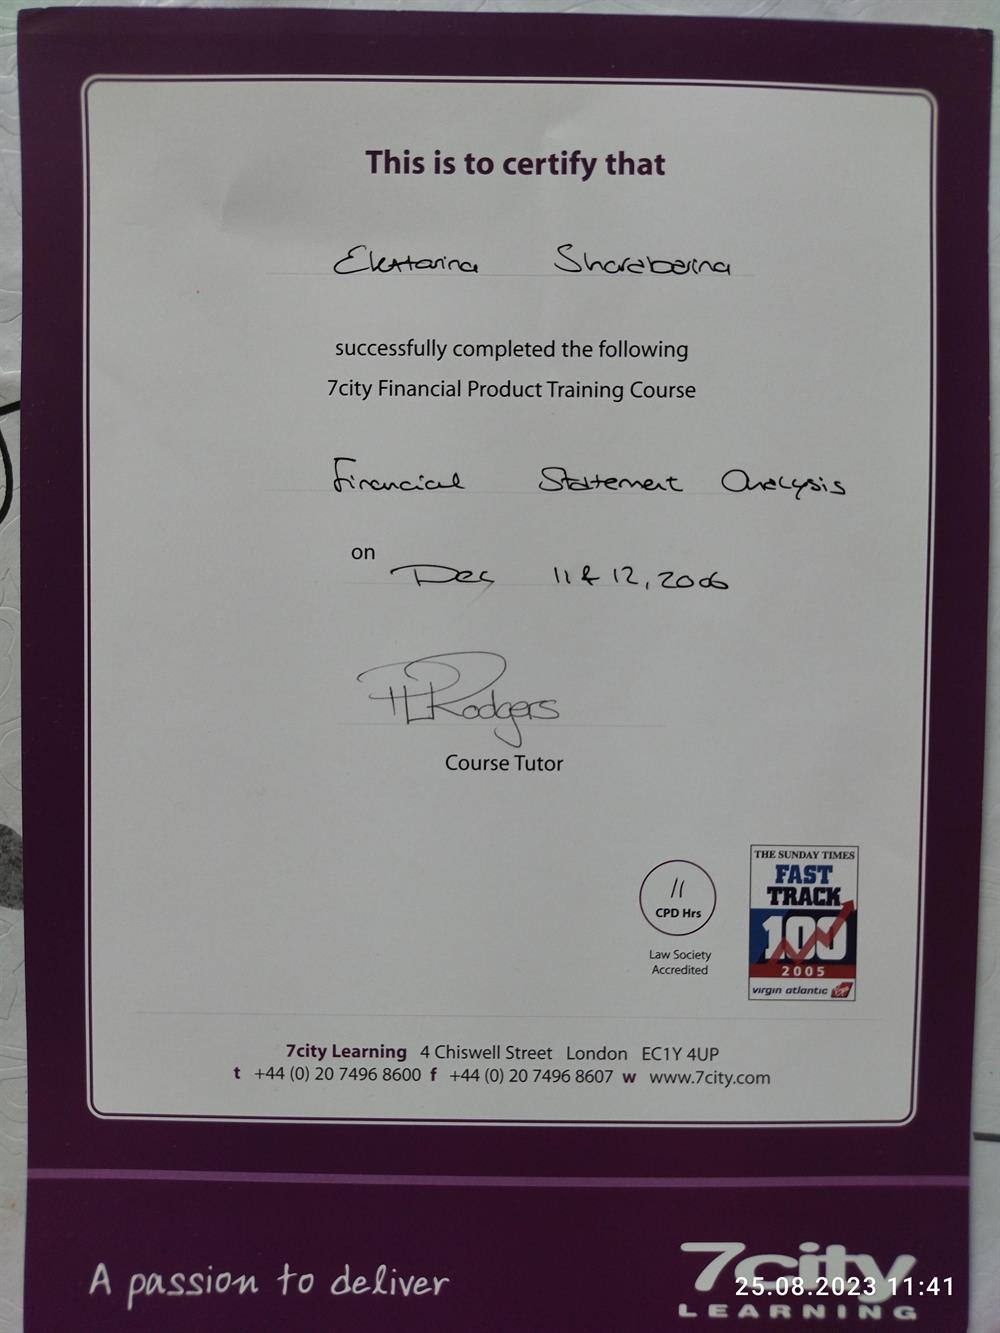 This is to certify that
Ekatarina Sharabarina
successfully completed the following
7city Financial Product Training Course
Financial Statement Analysis
on
Dec 11 & 12, 2006
PLRodgers
Course Tutor
11
CPD Hrs
Law Society
Accredited
THE SUNDAY TIMES
FAST
TRACK
100
2005
virgin atlantic
7city Learning 4 Chiswell Street London EC1Y 4UP
t +44 (0) 20 7496 8600 f +44 (0) 20 7496 8607 w www.7city.com
A passion to deliver
7city
LEARNING
25.08.2023 11:41